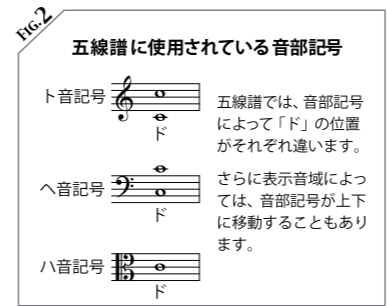 FIG.2
五線譜に使用されている音部記号
ト音記号
ド
五線譜では、音部記号
によって「ド」の位置
がそれぞれ違います。
ヘ音記号
ド
さらに表示音域によっ
ては、音部記号が上下
に移動することもあり
ます。
ハ音記号
ド